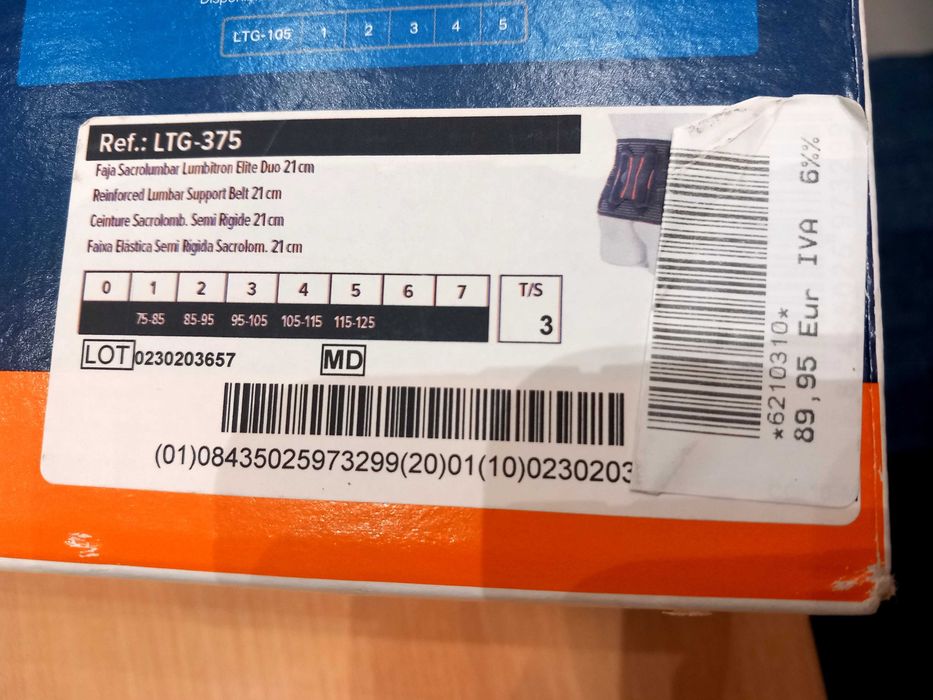 LTG-105 1 2 3 4 5
Ref.: LTG-375
Faja Sacrolumbar Lumbitron Elite Duo 21 cm
Reinforced Lumbar Support Belt 21 cm
Ceinture Sacrolomb. Semi Rigide 21 cm
Faixa Elástica Semi Rigida Sacrolom. 21 cm
0 1 2 3 4 5 6 7
75-85 85-95 95-105 105-115 115-125
T/S
3
LOT 0230203657
MD
(01)08435025973299(20)01(10)0230203
*6210310*
89,95 Eur IVA 6%%